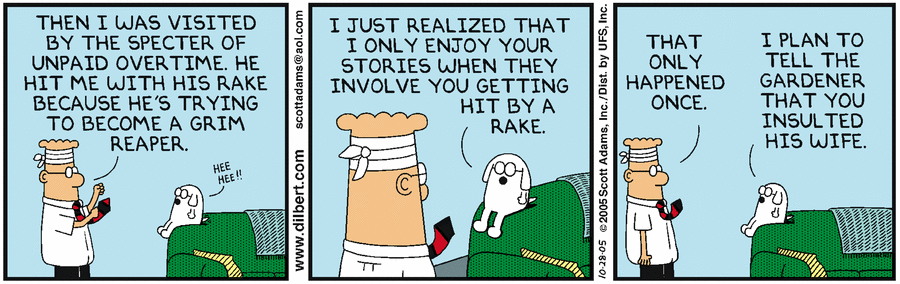 THEN I WAS VISITED
BY THE SPECTER OF
UNPAID OVERTIME. HE
HIT ME WITH HIS RAKE
BECAUSE HE'S TRYING
TO BECOME A GRIM
REAPER.
HEE
HEE!!
www.dilbert.com
scottadams@aol.com
I JUST REALIZED THAT
I ONLY ENJOY YOUR
STORIES WHEN THEY
INVOLVE YOU GETTING
HIT BY A
RAKE.
10-28-05 ©2005 Scott Adams, Inc./Dist. by UFS, Inc.
THAT
ONLY
HAPPENED
ONCE.
I PLAN TO
TELL THE
GARDENER
THAT YOU
INSULTED
HIS WIFE.